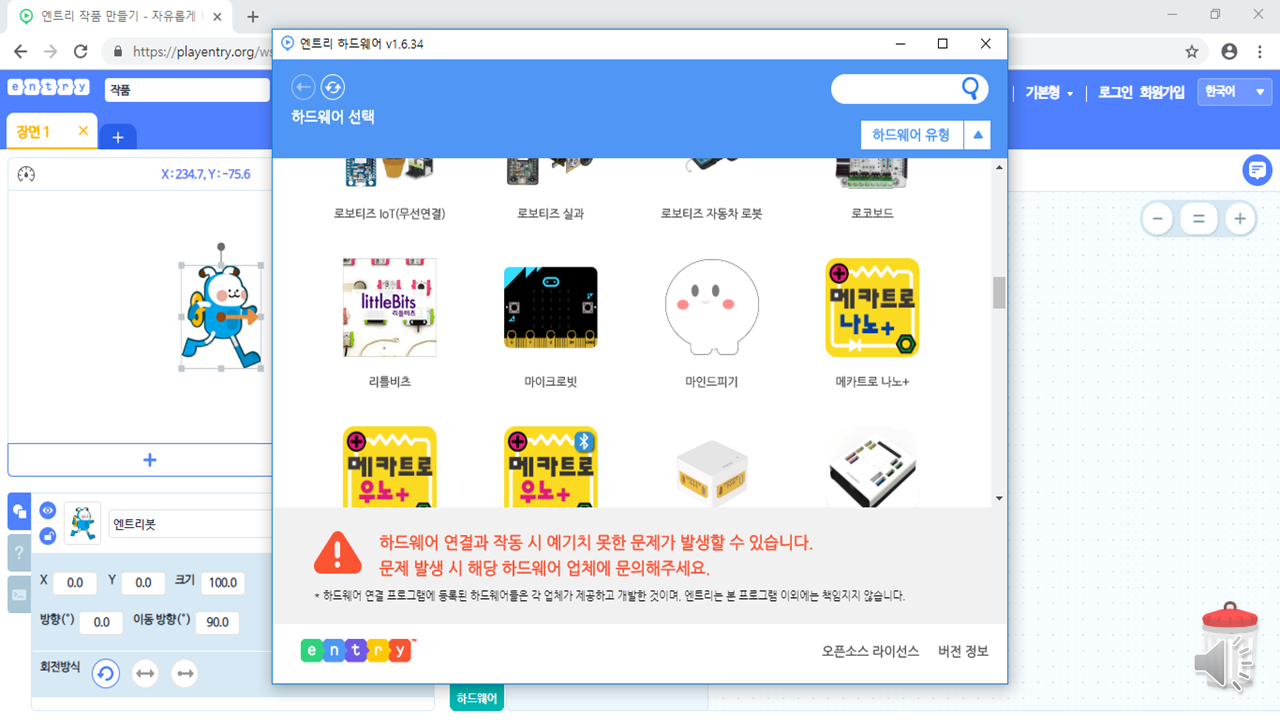 엔트리 작품 만들기 - 자유롭게
https://playentry.org/ws
entry
작품
기본형
로그인 회원가입
한국어
장면 1
X: 234.7, Y: -75.6
엔트리봇
X 0.0 Y 0.0 크기 100.0
방향(°) 0.0 이동 방향(°) 90.0
회전방식
하드웨어
엔트리 하드웨어 v1.6.34
하드웨어 선택
하드웨어 유형
로보티즈 IoT(무선연결)
로보티즈 실과
로보티즈 자동차 로봇
로코보드
littleBits
리틀비츠
메카트로
나노+
리틀비츠
마이크로빗
마인드피기
메카트로 나노+
메카트로
우노+
메카트로
우노+
하드웨어 연결과 작동 시 예기치 못한 문제가 발생할 수 있습니다.
문제 발생 시 해당 하드웨어 업체에 문의해주세요.
* 하드웨어 연결 프로그램에 등록된 하드웨어들은 각 업체가 제공하고 개발한 것이며, 엔트리는 본 프로그램 이외에는 책임지지 않습니다.
entry™
오픈소스 라이선스 버전 정보